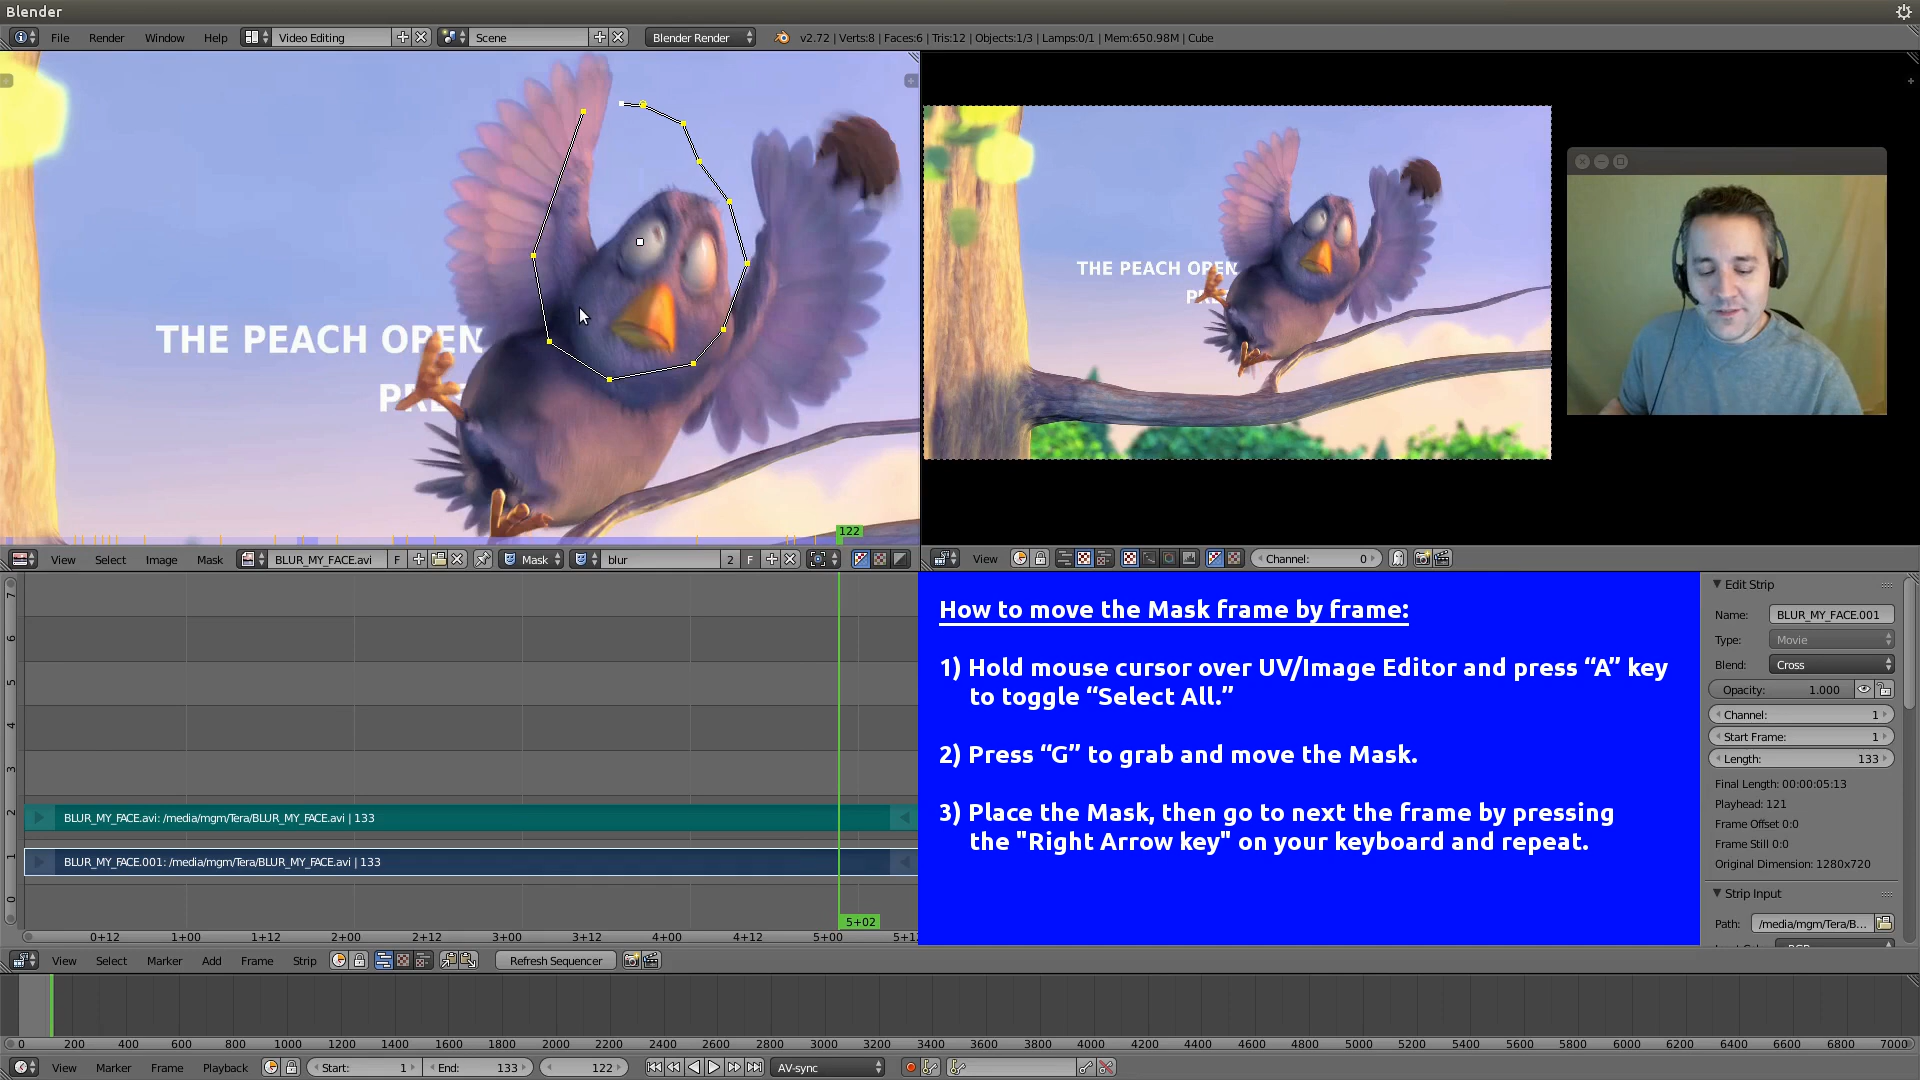 Blender
File Render Window Help Video Editing Scene Blender Render v2.72 | Verts:8 | Faces:6 | Tris:12 | Objects:1/3 | Lamps:0/1 | Mem:650.98M | Cube
THE PEACH OPEN
PRE
122
THE PEACH OPEN
PRE
View Select Image Mask BLUR_MY_FACE.avi F Mask blur 2 F
View Channel: 0
7
6
5
4
3
2
1
0
BLUR_MY_FACE.avi: /media/mgm/Tera/BLUR_MY_FACE.avi | 133
BLUR_MY_FACE.001: /media/mgm/Tera/BLUR_MY_FACE.avi | 133
5+02
0+12 1+00 1+12 2+00 2+12 3+00 3+12 4+00 4+12 5+00 5+1
View Select Marker Add Frame Strip Refresh Sequencer
How to move the Mask frame by frame:
1) Hold mouse cursor over UV/Image Editor and press “A” key
to toggle “Select All.”
2) Press “G” to grab and move the Mask.
3) Place the Mask, then go to next the frame by pressing
the "Right Arrow key" on your keyboard and repeat.
Edit Strip
Name: BLUR_MY_FACE.001
Type: Movie
Blend: Cross
Opacity: 1.000
Channel: 1
Start Frame: 1
Length: 133
Final Length: 00:00:05:13
Playhead: 121
Frame Offset 0:0
Frame Still 0:0
Original Dimension: 1280x720
Strip Input
Path: /media/mgm/Tera/B...
0 200 400 600 800 1000 1200 1400 1600 1800 2000 2200 2400 2600 2800 3000 3200 3400 3600 3800 4000 4200 4400 4600 4800 5000 5200 5400 5600 5800 6000 6200 6400 6600 6800 7000
View Marker Frame Playback Start: 1 End: 133 122 AV-sync